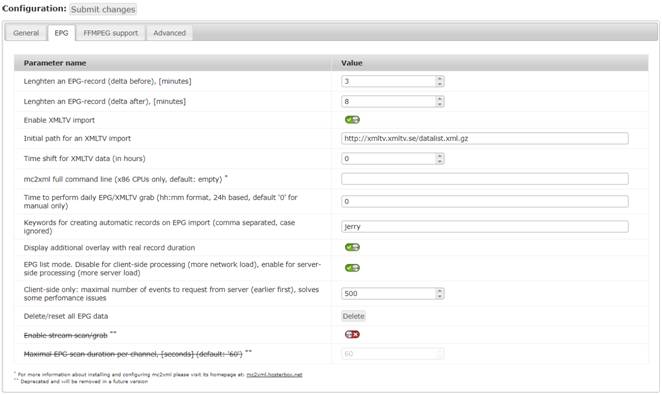 Configuration: Submit changes
General EPG FFMPEG support Advanced
Parameter name Value
Lenghten an EPG-record (delta before), [minutes] 3
Lenghten an EPG-record (delta after), [minutes] 8
Enable XMLTV import
Initial path for an XMLTV import http://xmltv.xmltv.se/datalist.xml.gz
Time shift for XMLTV data (in hours) 0
mc2xml full command line (x86 CPUs only, default: empty) *
Time to perform daily EPG/XMLTV grab (hh:mm format, 24h based, default '0' for
manual only) 0
Keywords for creating automatic records on EPG import (comma separated, case
ignored) jerry
Display additional overlay with real record duration
EPG list mode. Disable for client-side processing (more network load), enable for server-
side processing (more server load)
Client-side only: maximal number of events to request from server (earlier first), solves
some perfomance issues 500
Delete/reset all EPG data Delete
Enable stream scan/grab **
Maximal EPG scan duration per channel, [seconds] (default: '60') ** 60
* For more information about installing and configuring mc2xml please visit its homepage at: mc2xml.hosterbox.net
** Deprecated and will be removed in a future version